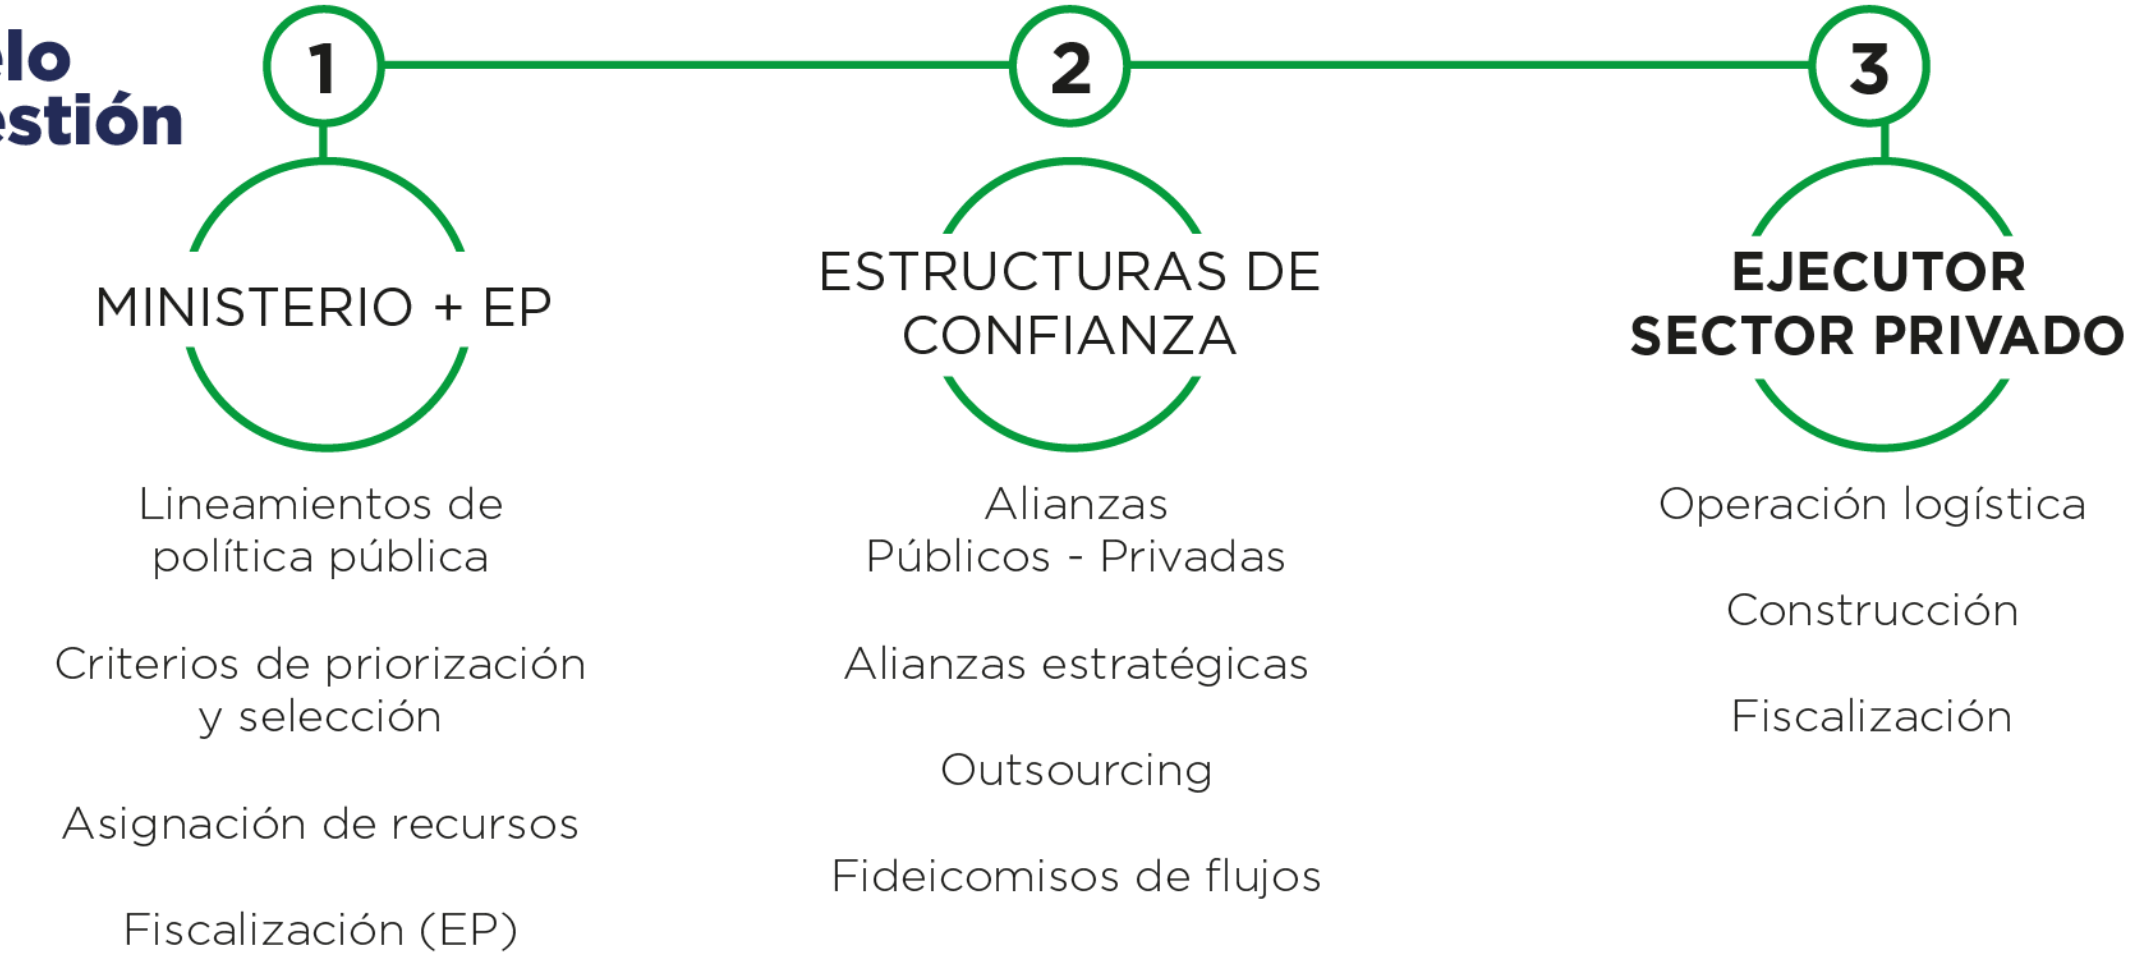 elo
estión
1
2
3
MINISTERIO + EP
Lineamientos de
política pública
Criterios de priorización
y selección
Asignación de recursos
Fiscalización (EP)
ESTRUCTURAS DE
CONFIANZA
Alianzas
Públicos - Privadas
Alianzas estratégicas
Outsourcing
Fideicomisos de flujos
EJECUTOR
SECTOR PRIVADO
Operación logística
Construcción
Fiscalización